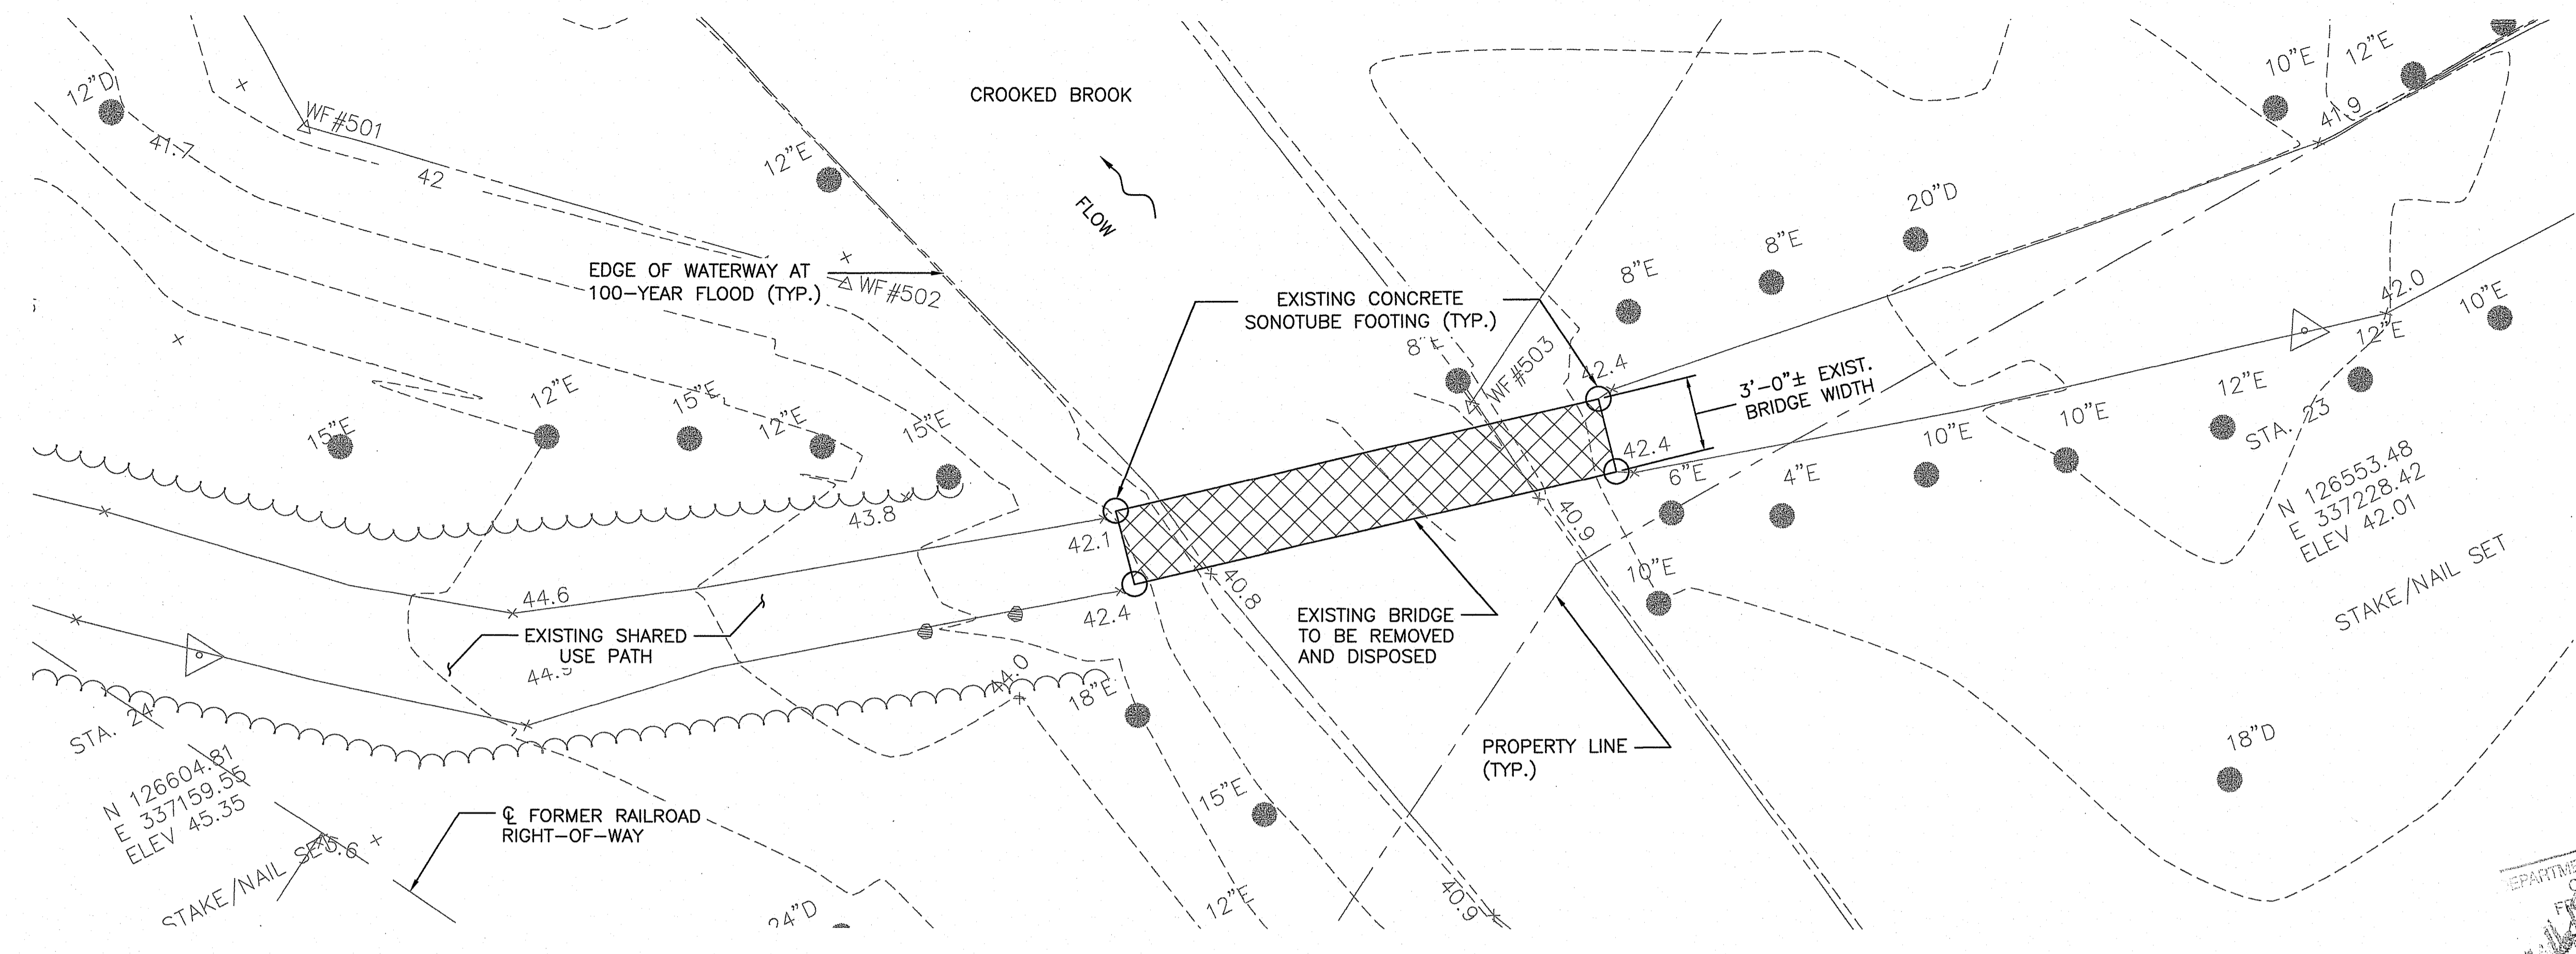 12"D
41.7
WF#501
42
12"E
CROOKED BROOK
FLOW
EDGE OF WATERWAY AT
100-YEAR FLOOD (TYP.)
WF#502
EXISTING CONCRETE
SONOTUBE FOOTING (TYP.)
8"E
WF#503
42.4
8"E
8"E
20"D
10"E
12"E
41.9
42.0
12"E
10"E
3'-0"± EXIST.
BRIDGE WIDTH
42.4
6"E
4"E
10"E
10"E
12"E
STA. 23
N 126553.48
E 337228.42
ELEV 42.01
STAKE/NAIL SET
15"E
12"E
15"E
12"E
15"E
43.8
42.1
42.4
40.8
40.9
10"E
44.6
EXISTING SHARED
USE PATH
44.0
18"E
EXISTING BRIDGE
TO BE REMOVED
AND DISPOSED
PROPERTY LINE
(TYP.)
18"D
STA. 24
N 126604.81
E 337159.55
ELEV 45.35
STAKE/NAIL
℄ FORMER RAILROAD
RIGHT-OF-WAY
15"E
12"E
24"D
40.9